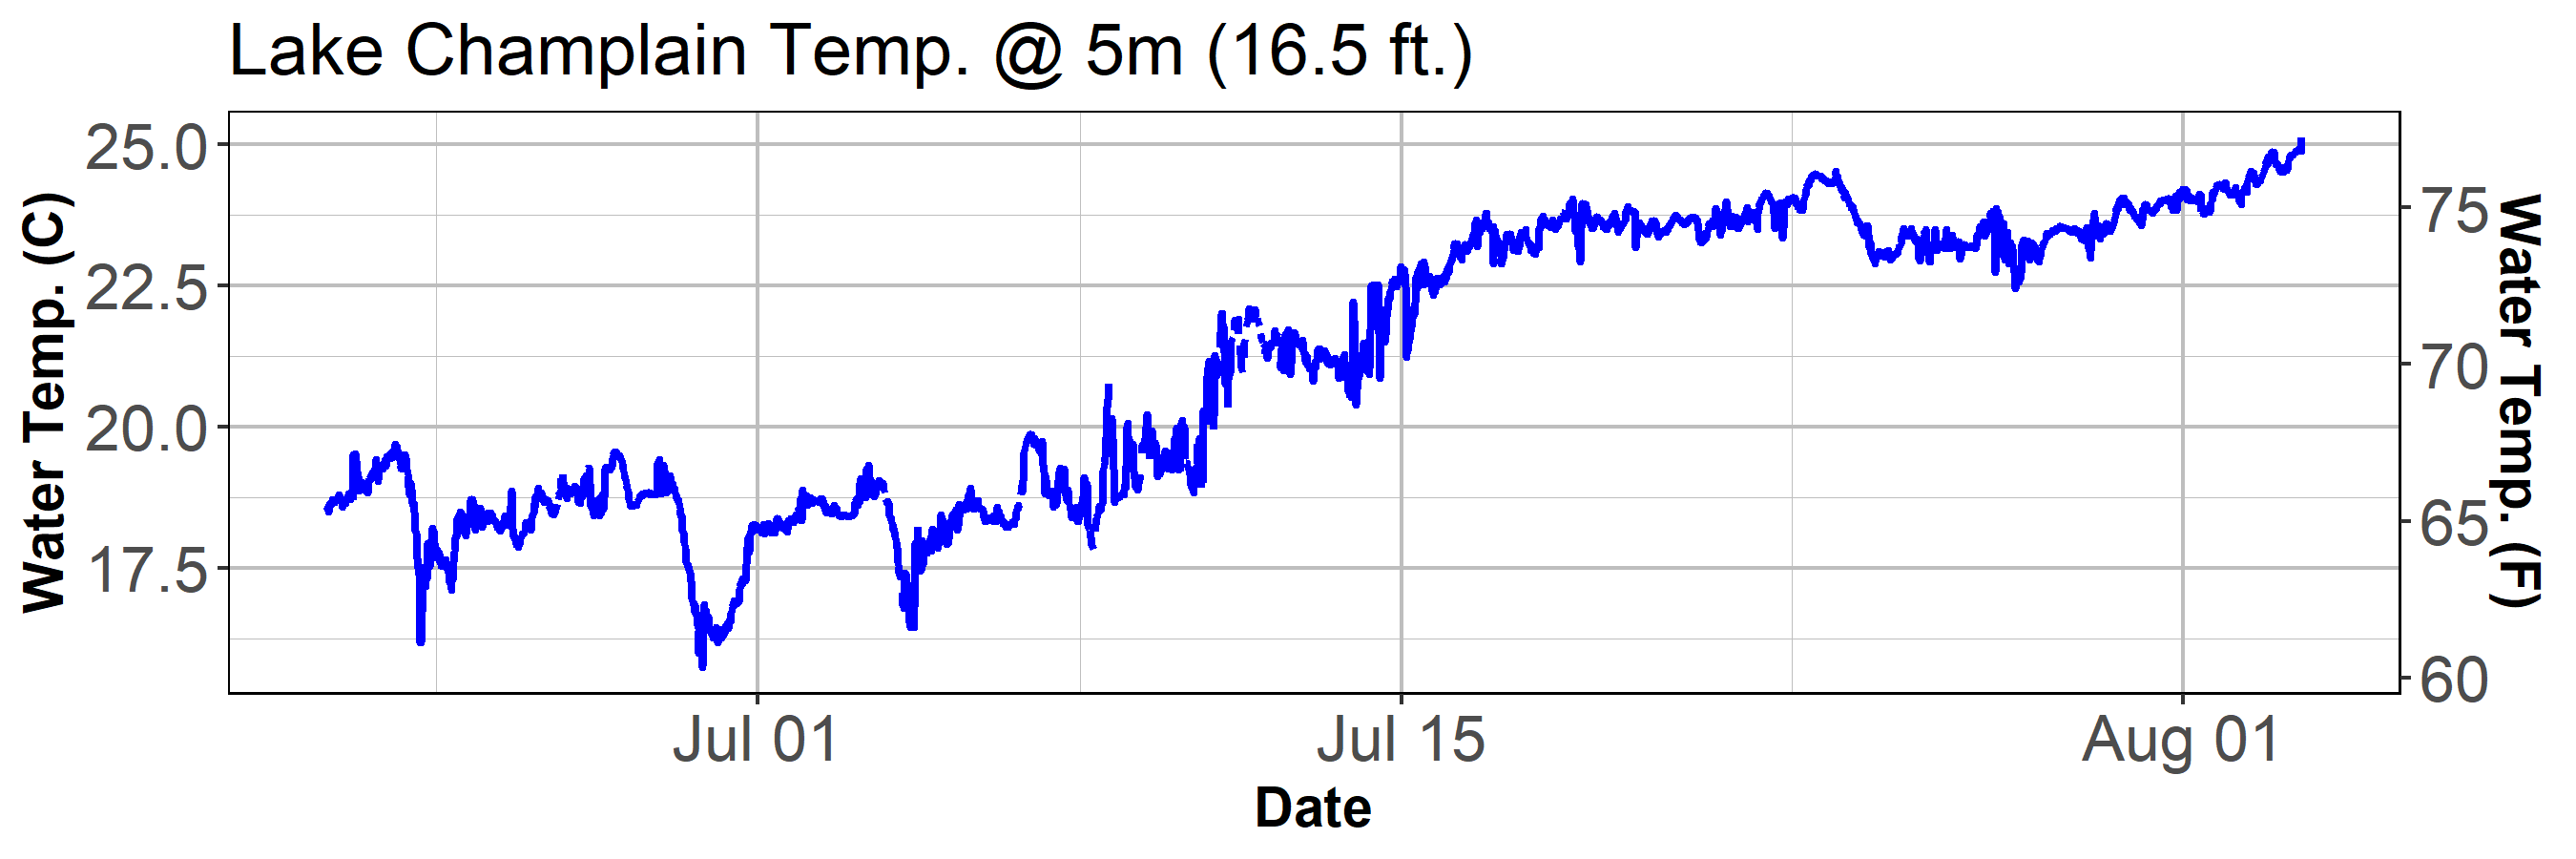 Lake Champlain Temp. @ 5m (16.5 ft.)
Water Temp. (C)
25.0
22.5
20.0
17.5
75
70
65
60
Water Temp. (F)
Jul 01
Jul 15
Aug 01
Date